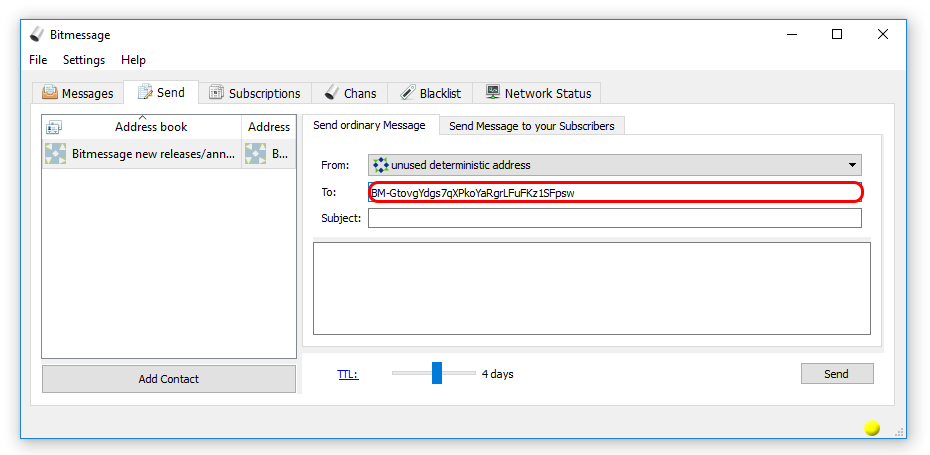 Bitmessage
File Settings Help
Messages Send Subscriptions Chans Blacklist Network Status
Address book Address
Bitmessage new releases/ann... B...
Send ordinary Message Send Message to your Subscribers
From: unused deterministic address
To: BM-GtovgYdgs7qXPkoYaRgrLFuFKz1SFpsw
Subject:
Add Contact
TTL: 4 days
Send